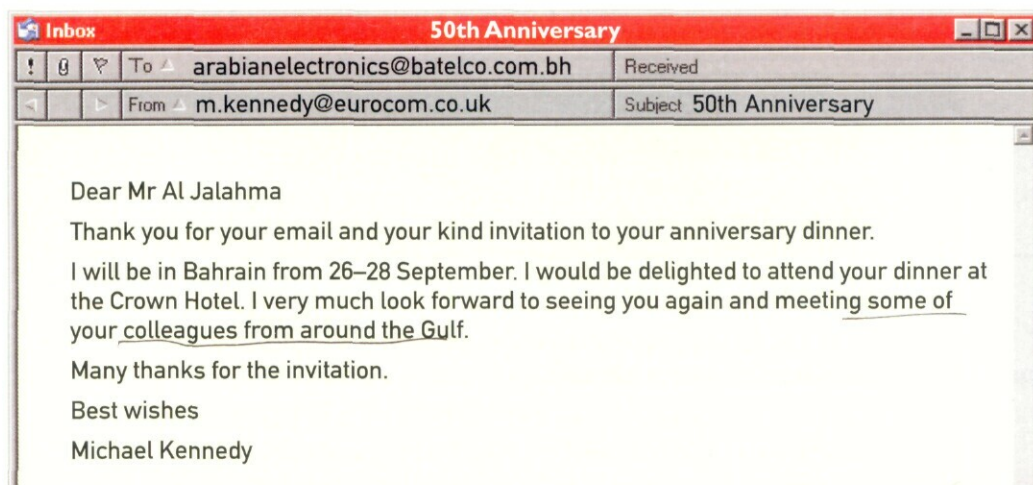 Inbox 50th Anniversary
! To arabianelectronics@batelco.com.bh Received
From m.kennedy@eurocom.co.uk Subject 50th Anniversary
Dear Mr Al Jalahma
Thank you for your email and your kind invitation to your anniversary dinner.
I will be in Bahrain from 26–28 September. I would be delighted to attend your dinner at
the Crown Hotel. I very much look forward to seeing you again and meeting some of
your colleagues from around the Gulf.
Many thanks for the invitation.
Best wishes
Michael Kennedy